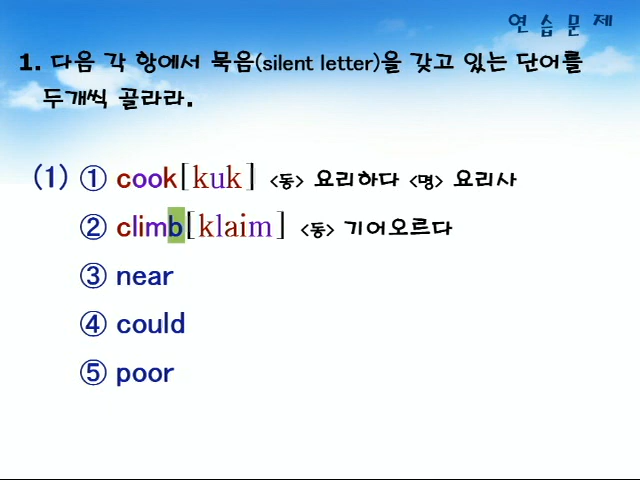 연습문제
1. 다음 각 항에서 묵음(silent letter)을 갖고 있는 단어를
두개씩 골라라.
(1) ① cook[kuk] <동> 요리하다 <명> 요리사
② climb[klaim] <동> 기어오르다
③ near
④ could
⑤ poor